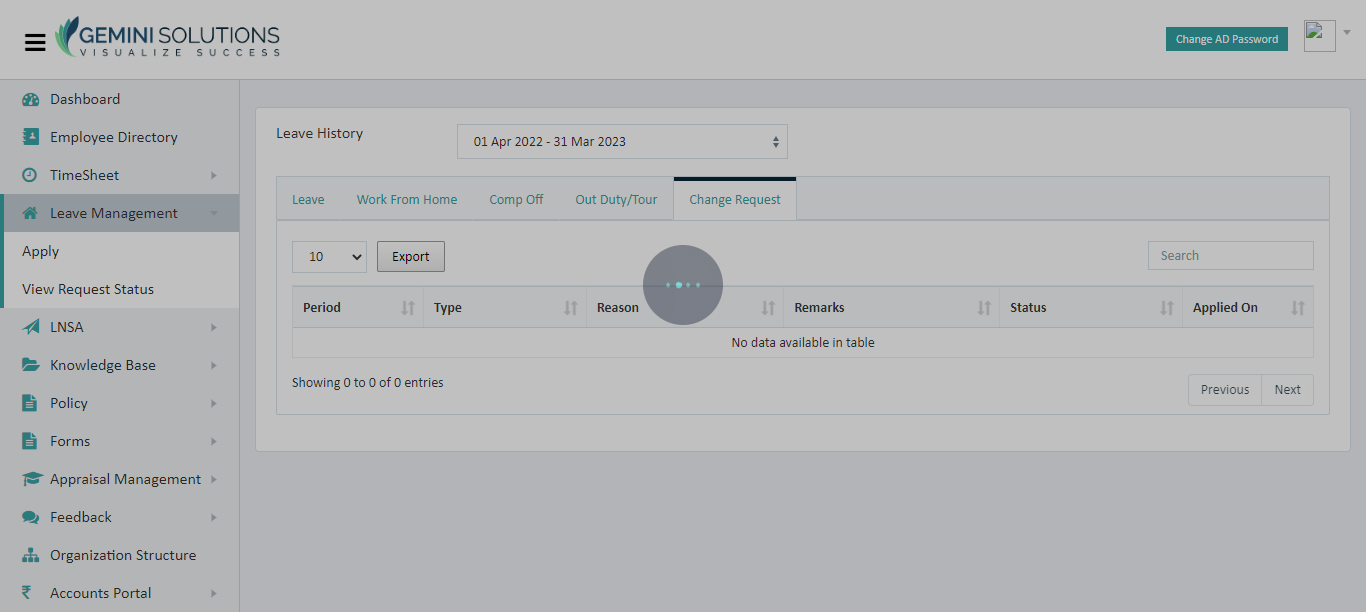 GEMINI SOLUTIONS
VISUALIZE SUCCESS
Change AD Password
Dashboard
Employee Directory
TimeSheet
Leave Management
Apply
View Request Status
LNSA
Knowledge Base
Policy
Forms
Appraisal Management
Feedback
Organization Structure
Accounts Portal
Leave History
01 Apr 2022 - 31 Mar 2023
Leave Work From Home Comp Off Out Duty/Tour Change Request
10 Export Search
Period Type Reason Remarks Status Applied On
No data available in table
Showing 0 to 0 of 0 entries
Previous Next